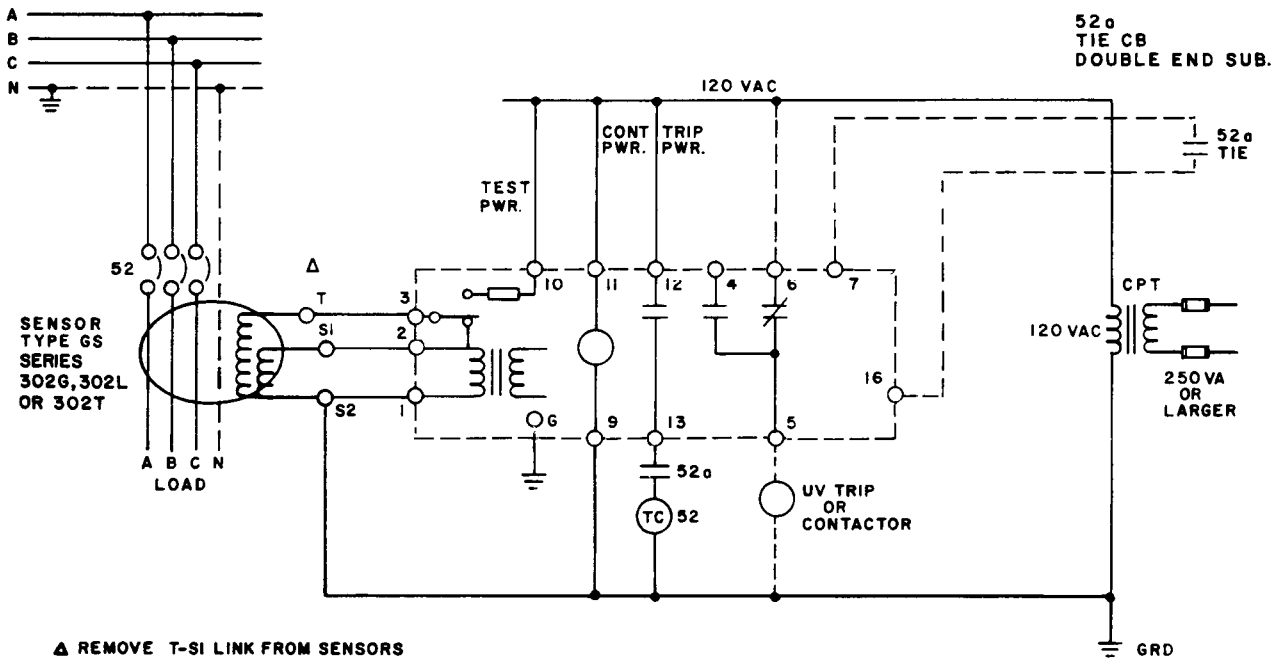 A
B
C
N
52a
TIE CB
DOUBLE END SUB.
120 VAC
CONT
PWR.
TRIP
PWR.
52a
TIE
TEST
PWR.
52
Δ
T
3
10
11
12
4
6
7
CPT
SENSOR
TYPE GS
SERIES
302G, 302L
OR 302T
S1
2
120 VAC
16
250 VA
OR
LARGER
S2
1
G
9
13
5
A B C N
LOAD
52a
TC
52
UV TRIP
OR
CONTACTOR
Δ REMOVE T-S1 LINK FROM SENSORS
GRD